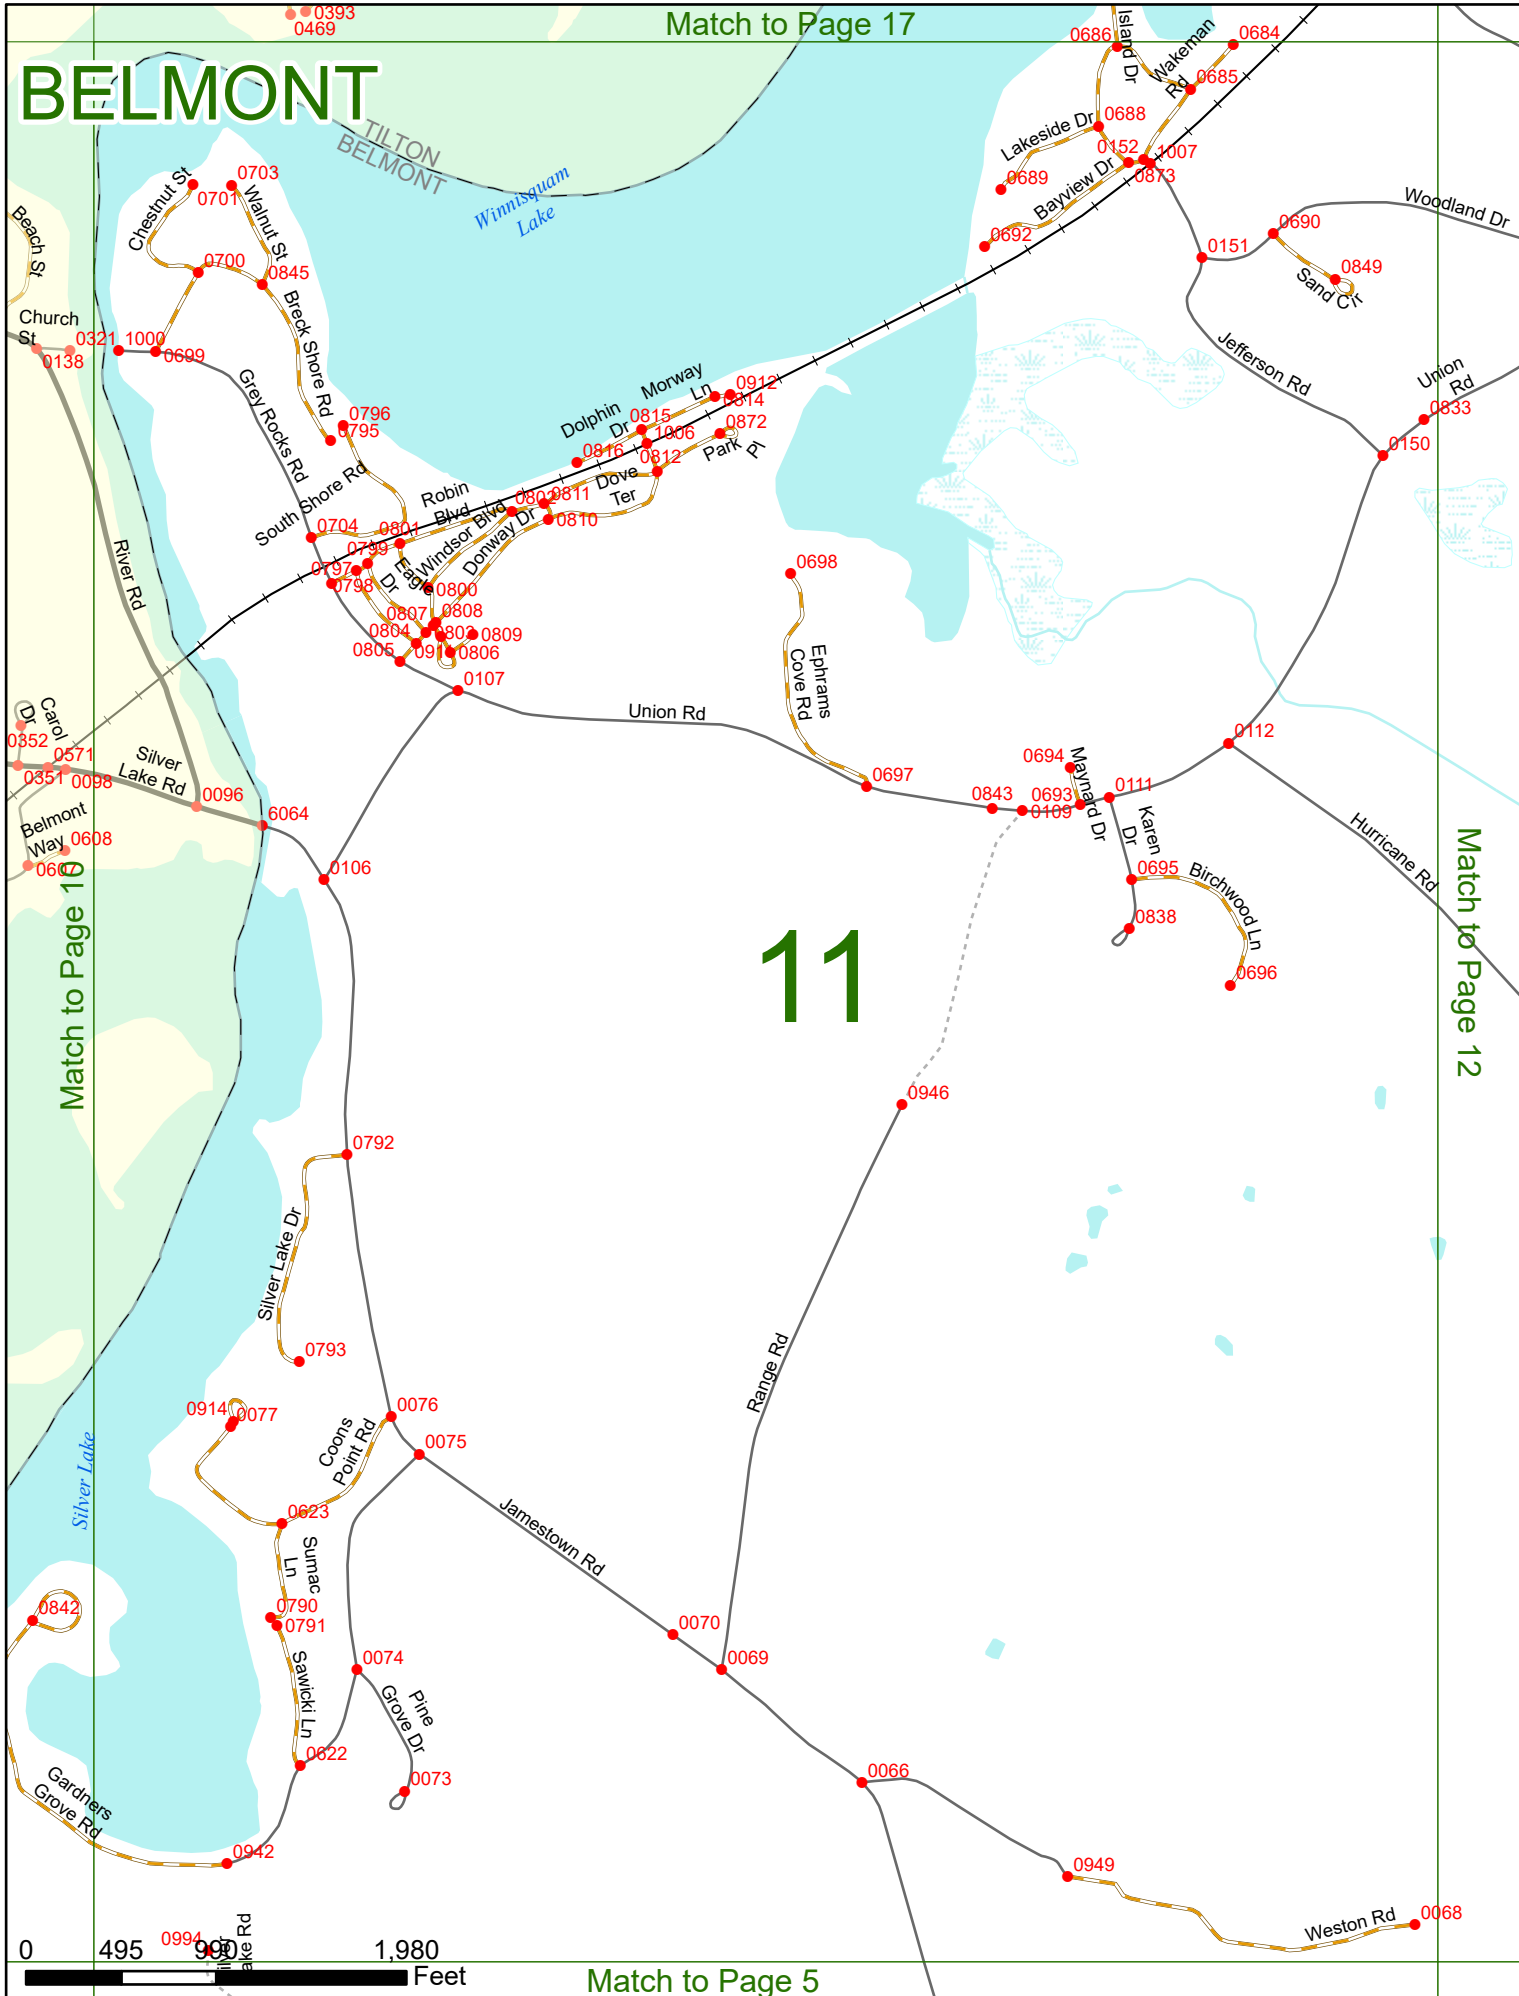 0393
0469
Match to Page 17
BELMONT
TILTON
BELMONT
Winnisquam
Lake
0686
Island Dr
Wakeman
Rd
0684
0685
0688
Lakeside Dr
0152
1007
0873
0689
Bayview Dr
0692
Woodland Dr
0690
0151
0849
Sand Cir
Chestnut St
0703
0701
Walnut St
Beach St
0700
0845
Breck Shore Rd
Church
St
0321
1000
0138
0699
Grey Rocks Rd
Jefferson Rd
Union
Rd
0833
0150
0796
0795
Morway
Ln
0912
0814
Dolphin
Dr
0815
1006
0872
Park
Pl
0816
0812
Dove
Ter
South Shore Rd
Robin
Blvd
0802
0811
0810
0704
0801
Windsor Blvd
Donway Dr
River Rd
0799
0797
0798
Eagle
Dr
0800
0808
0807
0804
0803
0809
0805
091
0806
0698
Ephrams
Cove Rd
0107
Union Rd
Carol
Dr
0352
0571
0351
0098
Silver
Lake Rd
0096
6064
Belmont
Way
0608
0607
0112
0694
Maynard Dr
0697
0843
0693
0109
0111
Karen
Dr
Hurricane Rd
0106
0695
Birchwood Ln
0838
0696
Match to Page 10
11
Match to Page 12
0946
0792
Silver Lake Dr
0793
Range Rd
0914
0077
0076
Coons
Point Rd
0075
Silver Lake
0623
Sumac
Ln
Jamestown Rd
0842
0790
0791
0070
0074
0069
Sawicki Ln
Pine
Grove Dr
0622
0073
0066
Gardners
Grove Rd
0942
0949
0068
Weston Rd
0994
ilver
ake Rd
0 495 990 1,980
Feet
Match to Page 5